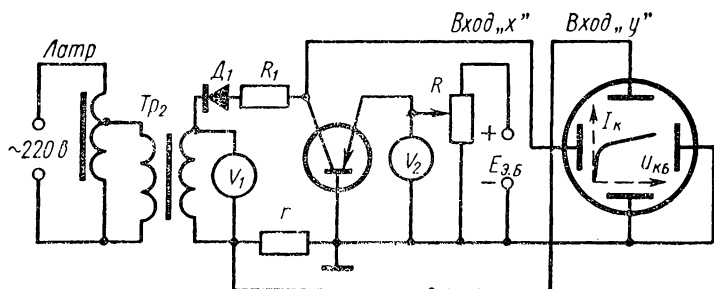 Латр
~220 в
Тр₂
Д₁
R₁
V₁
r
V₂
R
+
−
Eэ.б
Вход „x"
Вход „y"
Iк
uкб